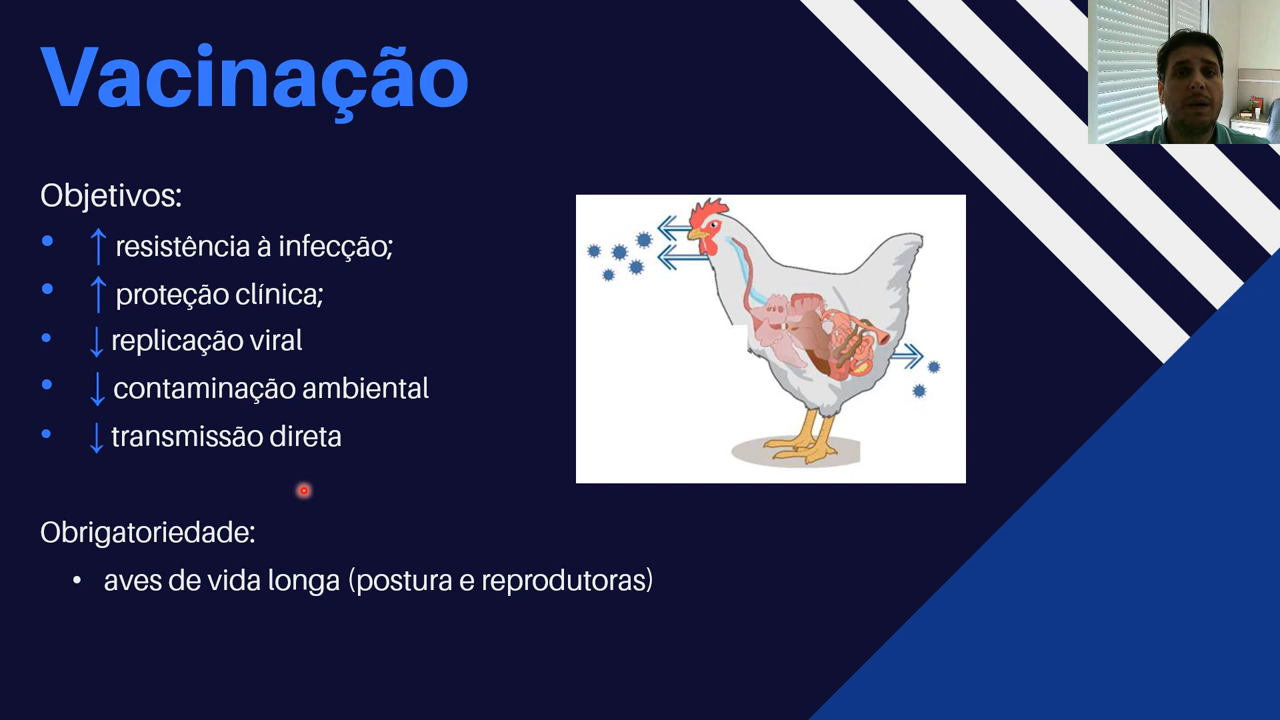 Vacinação
Objetivos:
• ↑ resistência à infecção;
• ↑ proteção clínica;
• ↓ replicação viral
• ↓ contaminação ambiental
• ↓ transmissão direta
Obrigatoriedade:
• aves de vida longa (postura e reprodutoras)